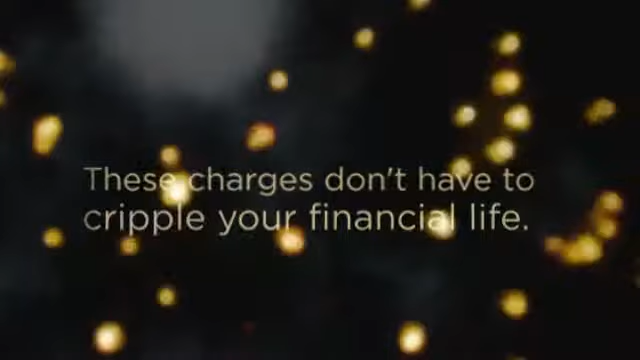 These charges don't have to
cripple your financial life.